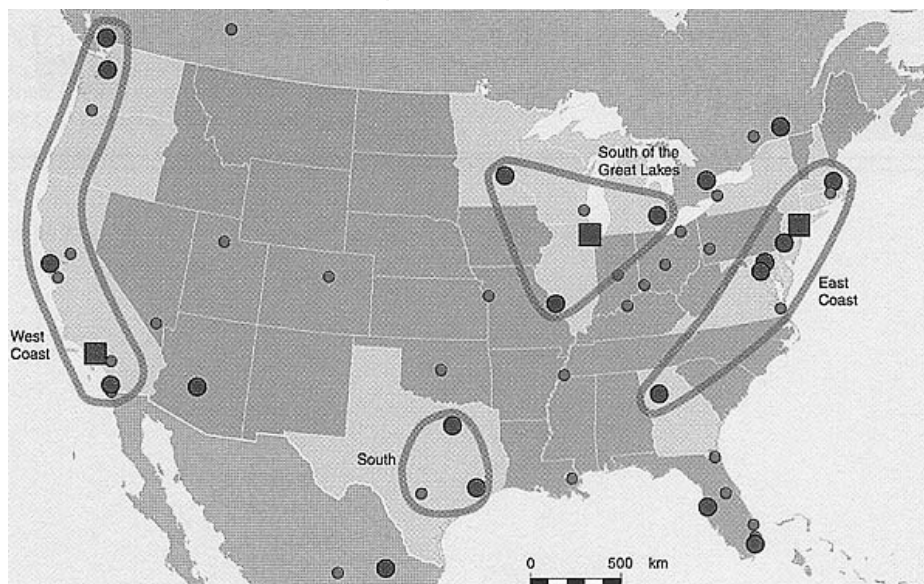 South of the
Great Lakes
East
Coast
West
Coast
South
0 500 km